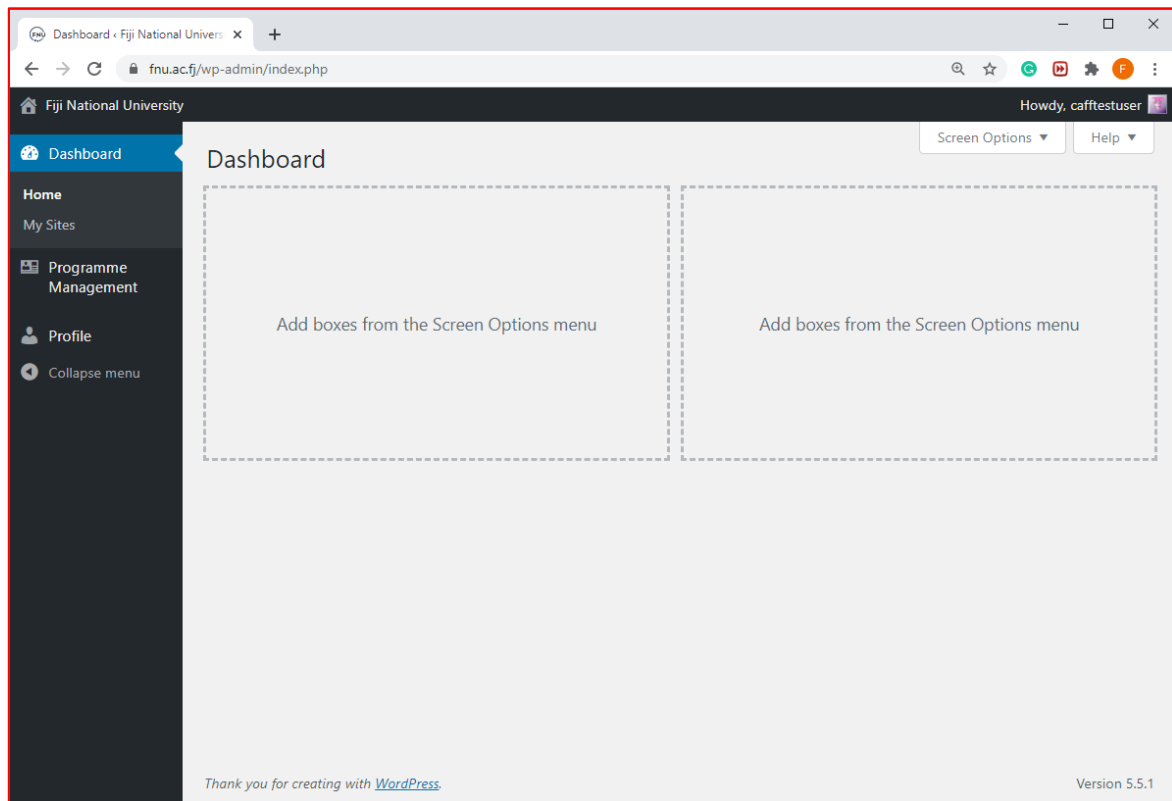 Dashboard ‹ Fiji National Univers
fnu.ac.fj/wp-admin/index.php
Fiji National University
Howdy, cafftestuser
Screen Options ▼
Help ▼
Dashboard
Dashboard
Home
My Sites
Programme
Management
Profile
Collapse menu
Add boxes from the Screen Options menu
Add boxes from the Screen Options menu
Thank you for creating with WordPress.
Version 5.5.1